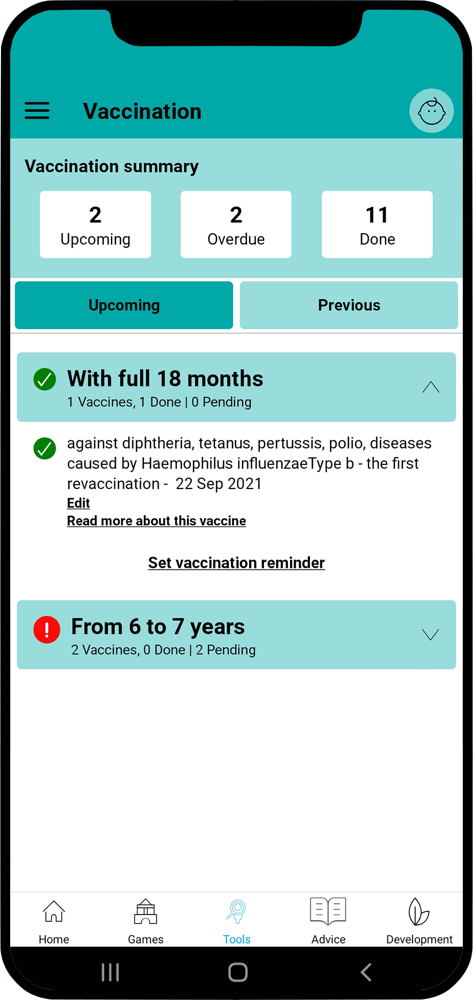 Vaccination
Vaccination summary
2
Upcoming
2
Overdue
11
Done
Upcoming
Previous
With full 18 months
1 Vaccines, 1 Done | 0 Pending
against diphtheria, tetanus, pertussis, polio, diseases
caused by Haemophilus influenzaeType b - the first
revaccination -  22 Sep 2021
Edit
Read more about this vaccine
Set vaccination reminder
From 6 to 7 years
2 Vaccines, 0 Done | 2 Pending
Home
Games
Tools
Advice
Development